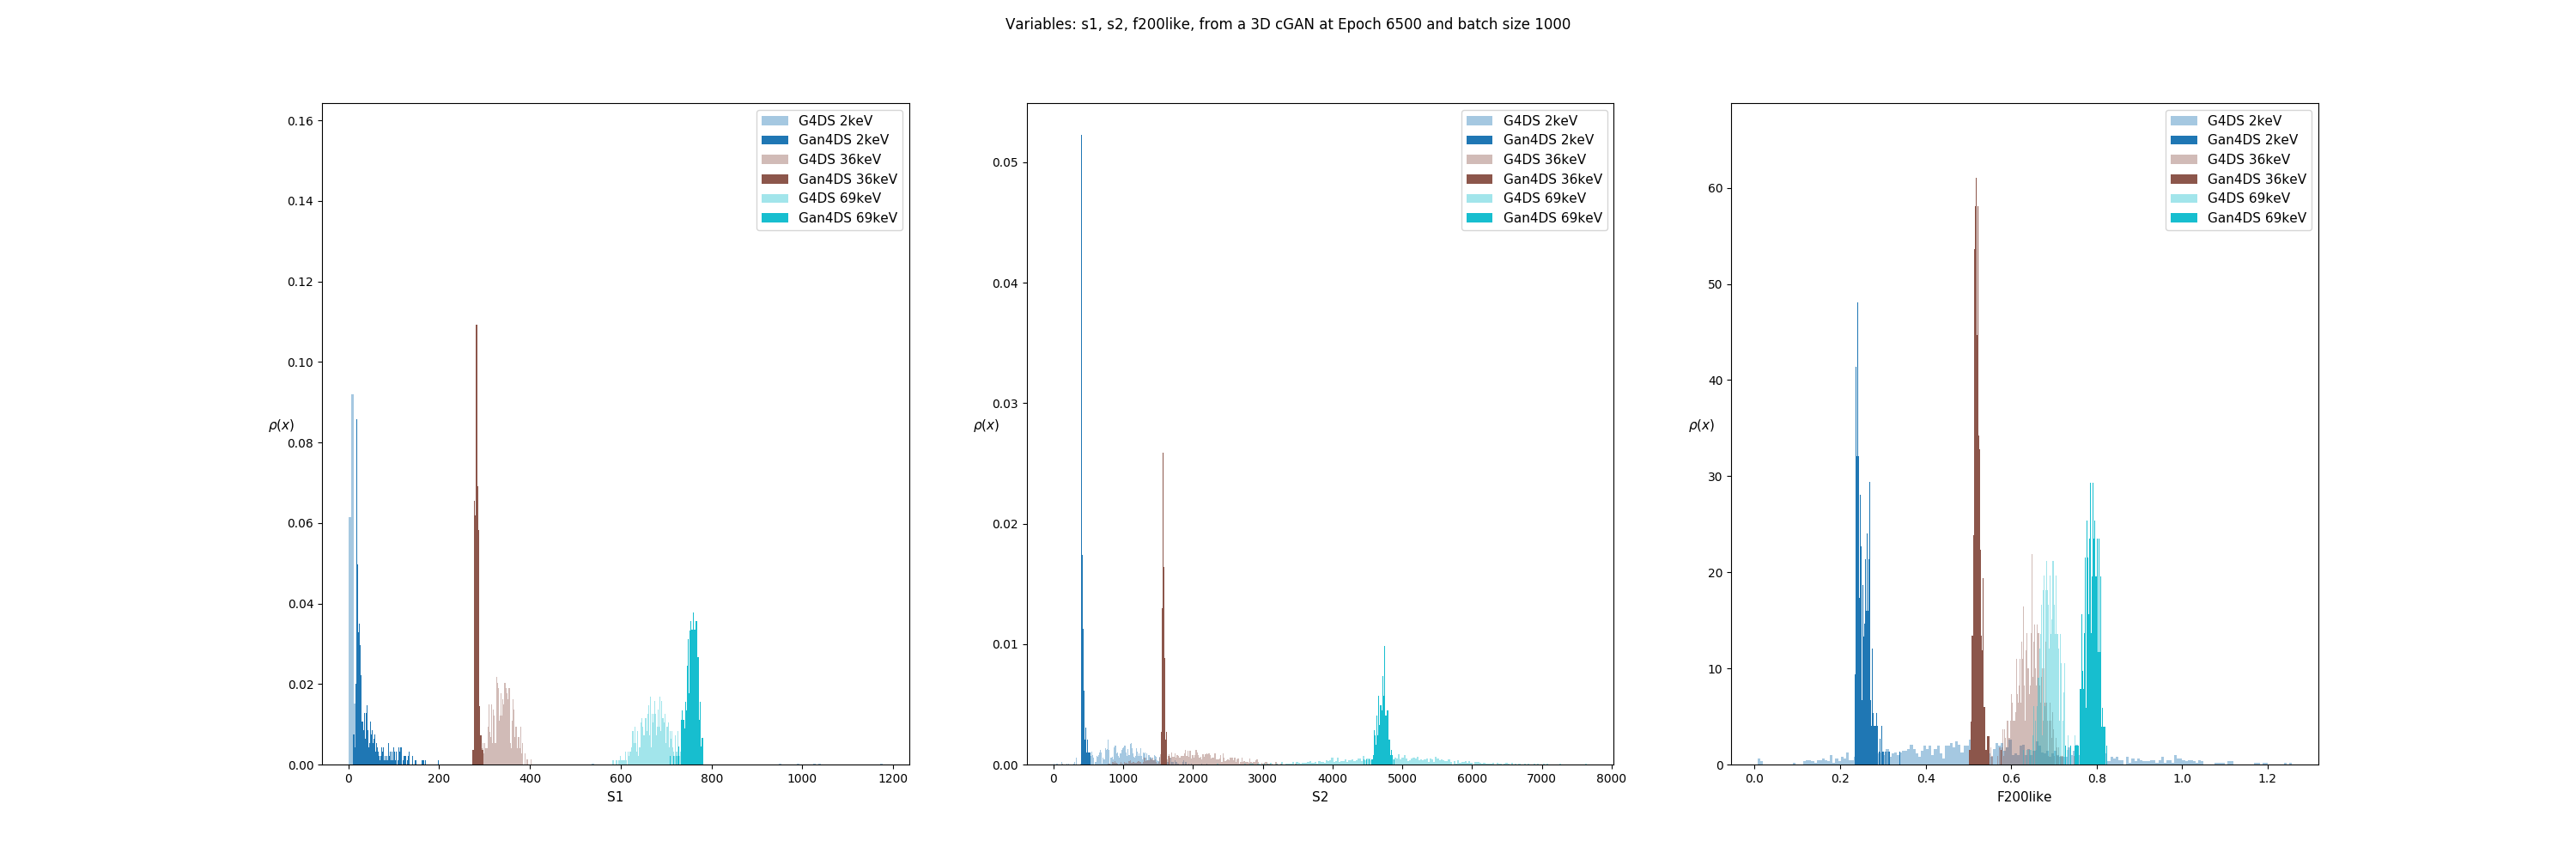 Variables: s1, s2, f200like, from a 3D cGAN at Epoch 6500 and batch size 1000
0.16
0.14
0.12
0.10
0.08
0.06
0.04
0.02
0.00
ρ(x)
0 200 400 600 800 1000 1200
S1
G4DS 2keV
Gan4DS 2keV
G4DS 36keV
Gan4DS 36keV
G4DS 69keV
Gan4DS 69keV
0.05
0.04
0.03
0.02
0.01
0.00
ρ(x)
0 1000 2000 3000 4000 5000 6000 7000 8000
S2
G4DS 2keV
Gan4DS 2keV
G4DS 36keV
Gan4DS 36keV
G4DS 69keV
Gan4DS 69keV
60
50
40
30
20
10
0
ρ(x)
0.0 0.2 0.4 0.6 0.8 1.0 1.2
F200like
G4DS 2keV
Gan4DS 2keV
G4DS 36keV
Gan4DS 36keV
G4DS 69keV
Gan4DS 69keV